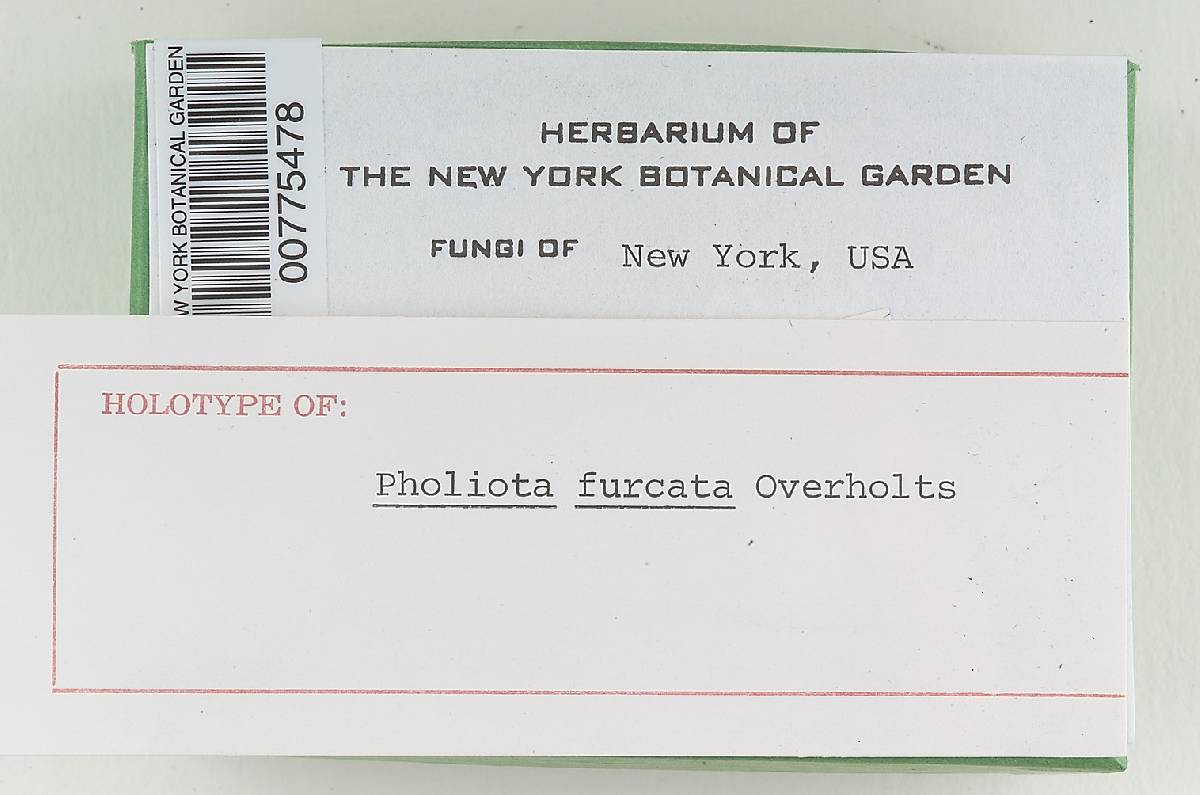 W YORK BOTANICAL GARDEN
00775478
HERBARIUM OF
THE NEW YORK BOTANICAL GARDEN
FUNGI OF New York, USA
HOLOTYPE OF:
Pholiota furcata Overholts